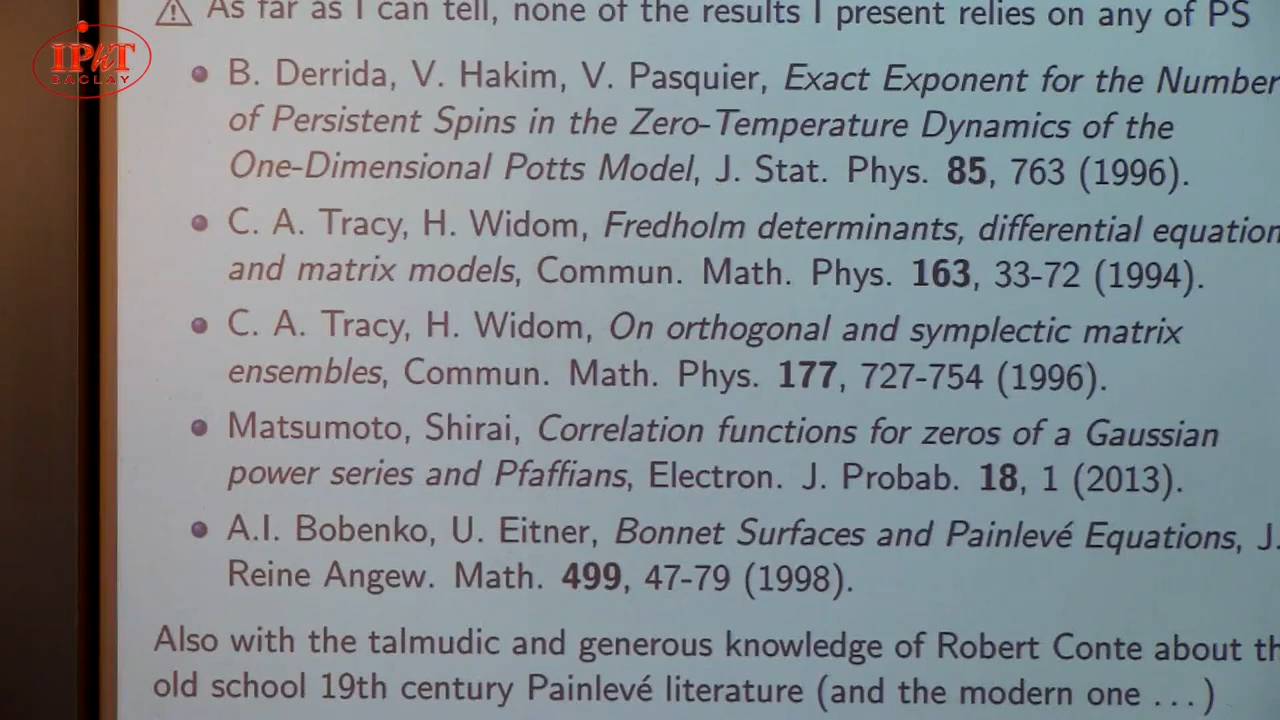 ⚠ As far as I can tell, none of the results I present relies on any of PS
IPhT
SACLAY
• B. Derrida, V. Hakim, V. Pasquier, Exact Exponent for the Number
of Persistent Spins in the Zero-Temperature Dynamics of the
One-Dimensional Potts Model, J. Stat. Phys. 85, 763 (1996).
• C. A. Tracy, H. Widom, Fredholm determinants, differential equation
and matrix models, Commun. Math. Phys. 163, 33-72 (1994).
• C. A. Tracy, H. Widom, On orthogonal and symplectic matrix
ensembles, Commun. Math. Phys. 177, 727-754 (1996).
• Matsumoto, Shirai, Correlation functions for zeros of a Gaussian
power series and Pfaffians, Electron. J. Probab. 18, 1 (2013).
• A.I. Bobenko, U. Eitner, Bonnet Surfaces and Painlevé Equations, J.
Reine Angew. Math. 499, 47-79 (1998).
Also with the talmudic and generous knowledge of Robert Conte about th
old school 19th century Painlevé literature (and the modern one ...)